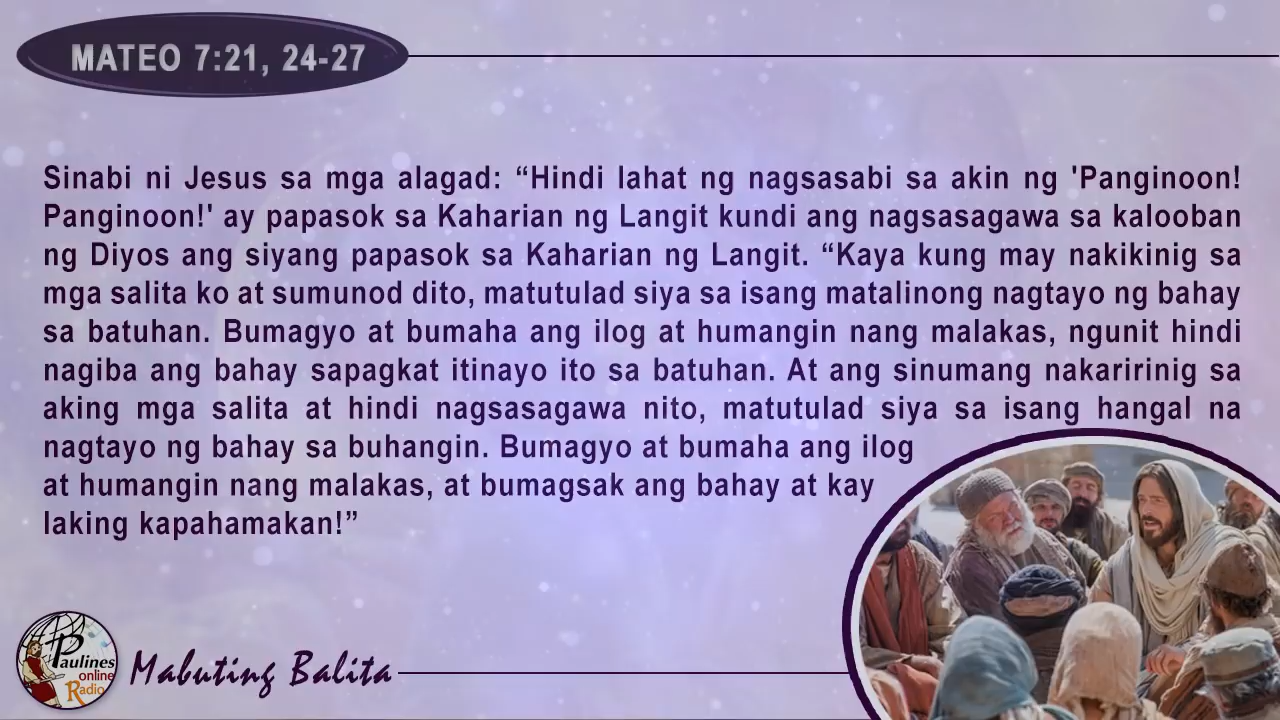 MATEO 7:21, 24-27
Sinabi ni Jesus sa mga alagad: “Hindi lahat ng nagsasabi sa akin ng 'Panginoon!
Panginoon!' ay papasok sa Kaharian ng Langit kundi ang nagsasagawa sa kalooban
ng Diyos ang siyang papasok sa Kaharian ng Langit. “Kaya kung may nakikinig sa
mga salita ko at sumunod dito, matutulad siya sa isang matalinong nagtayo ng bahay
sa batuhan. Bumagyo at bumaha ang ilog at humangin nang malakas, ngunit hindi
nagiba ang bahay sapagkat itinayo ito sa batuhan. At ang sinumang nakaririnig sa
aking mga salita at hindi nagsasagawa nito, matutulad siya sa isang hangal na
nagtayo ng bahay sa buhangin. Bumagyo at bumaha ang ilog
at humangin nang malakas, at bumagsak ang bahay at kay
laking kapahamakan!”
Paulines
online
Radio
Mabuting Balita